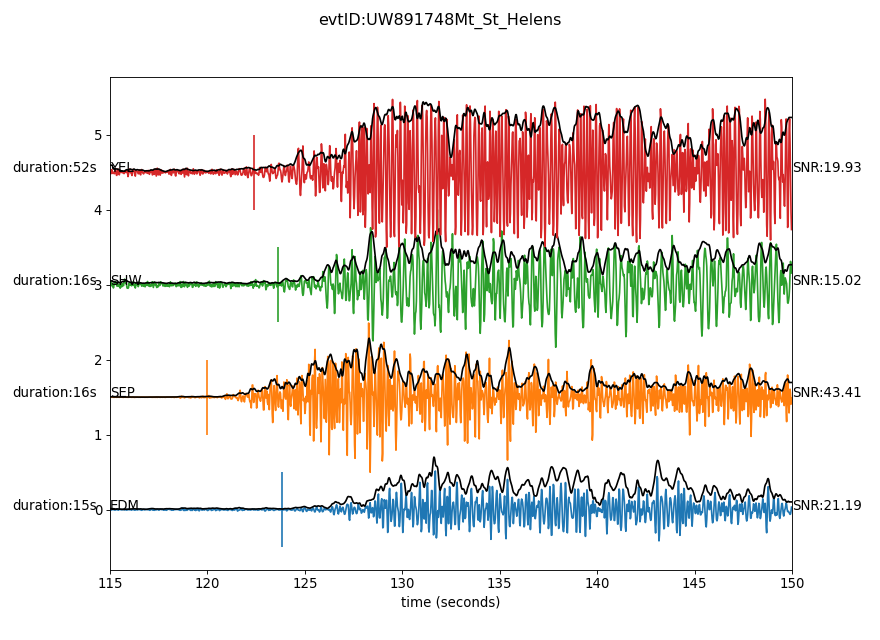 evtID:UW891748Mt_St_Helens
5
duration:52s YEL SNR:19.93
4
duration:16s 3 SHW SNR:15.02
2
duration:16s SEP SNR:43.41
1
duration:15s 0 EDM SNR:21.19
115 120 125 130 135 140 145 150
time (seconds)